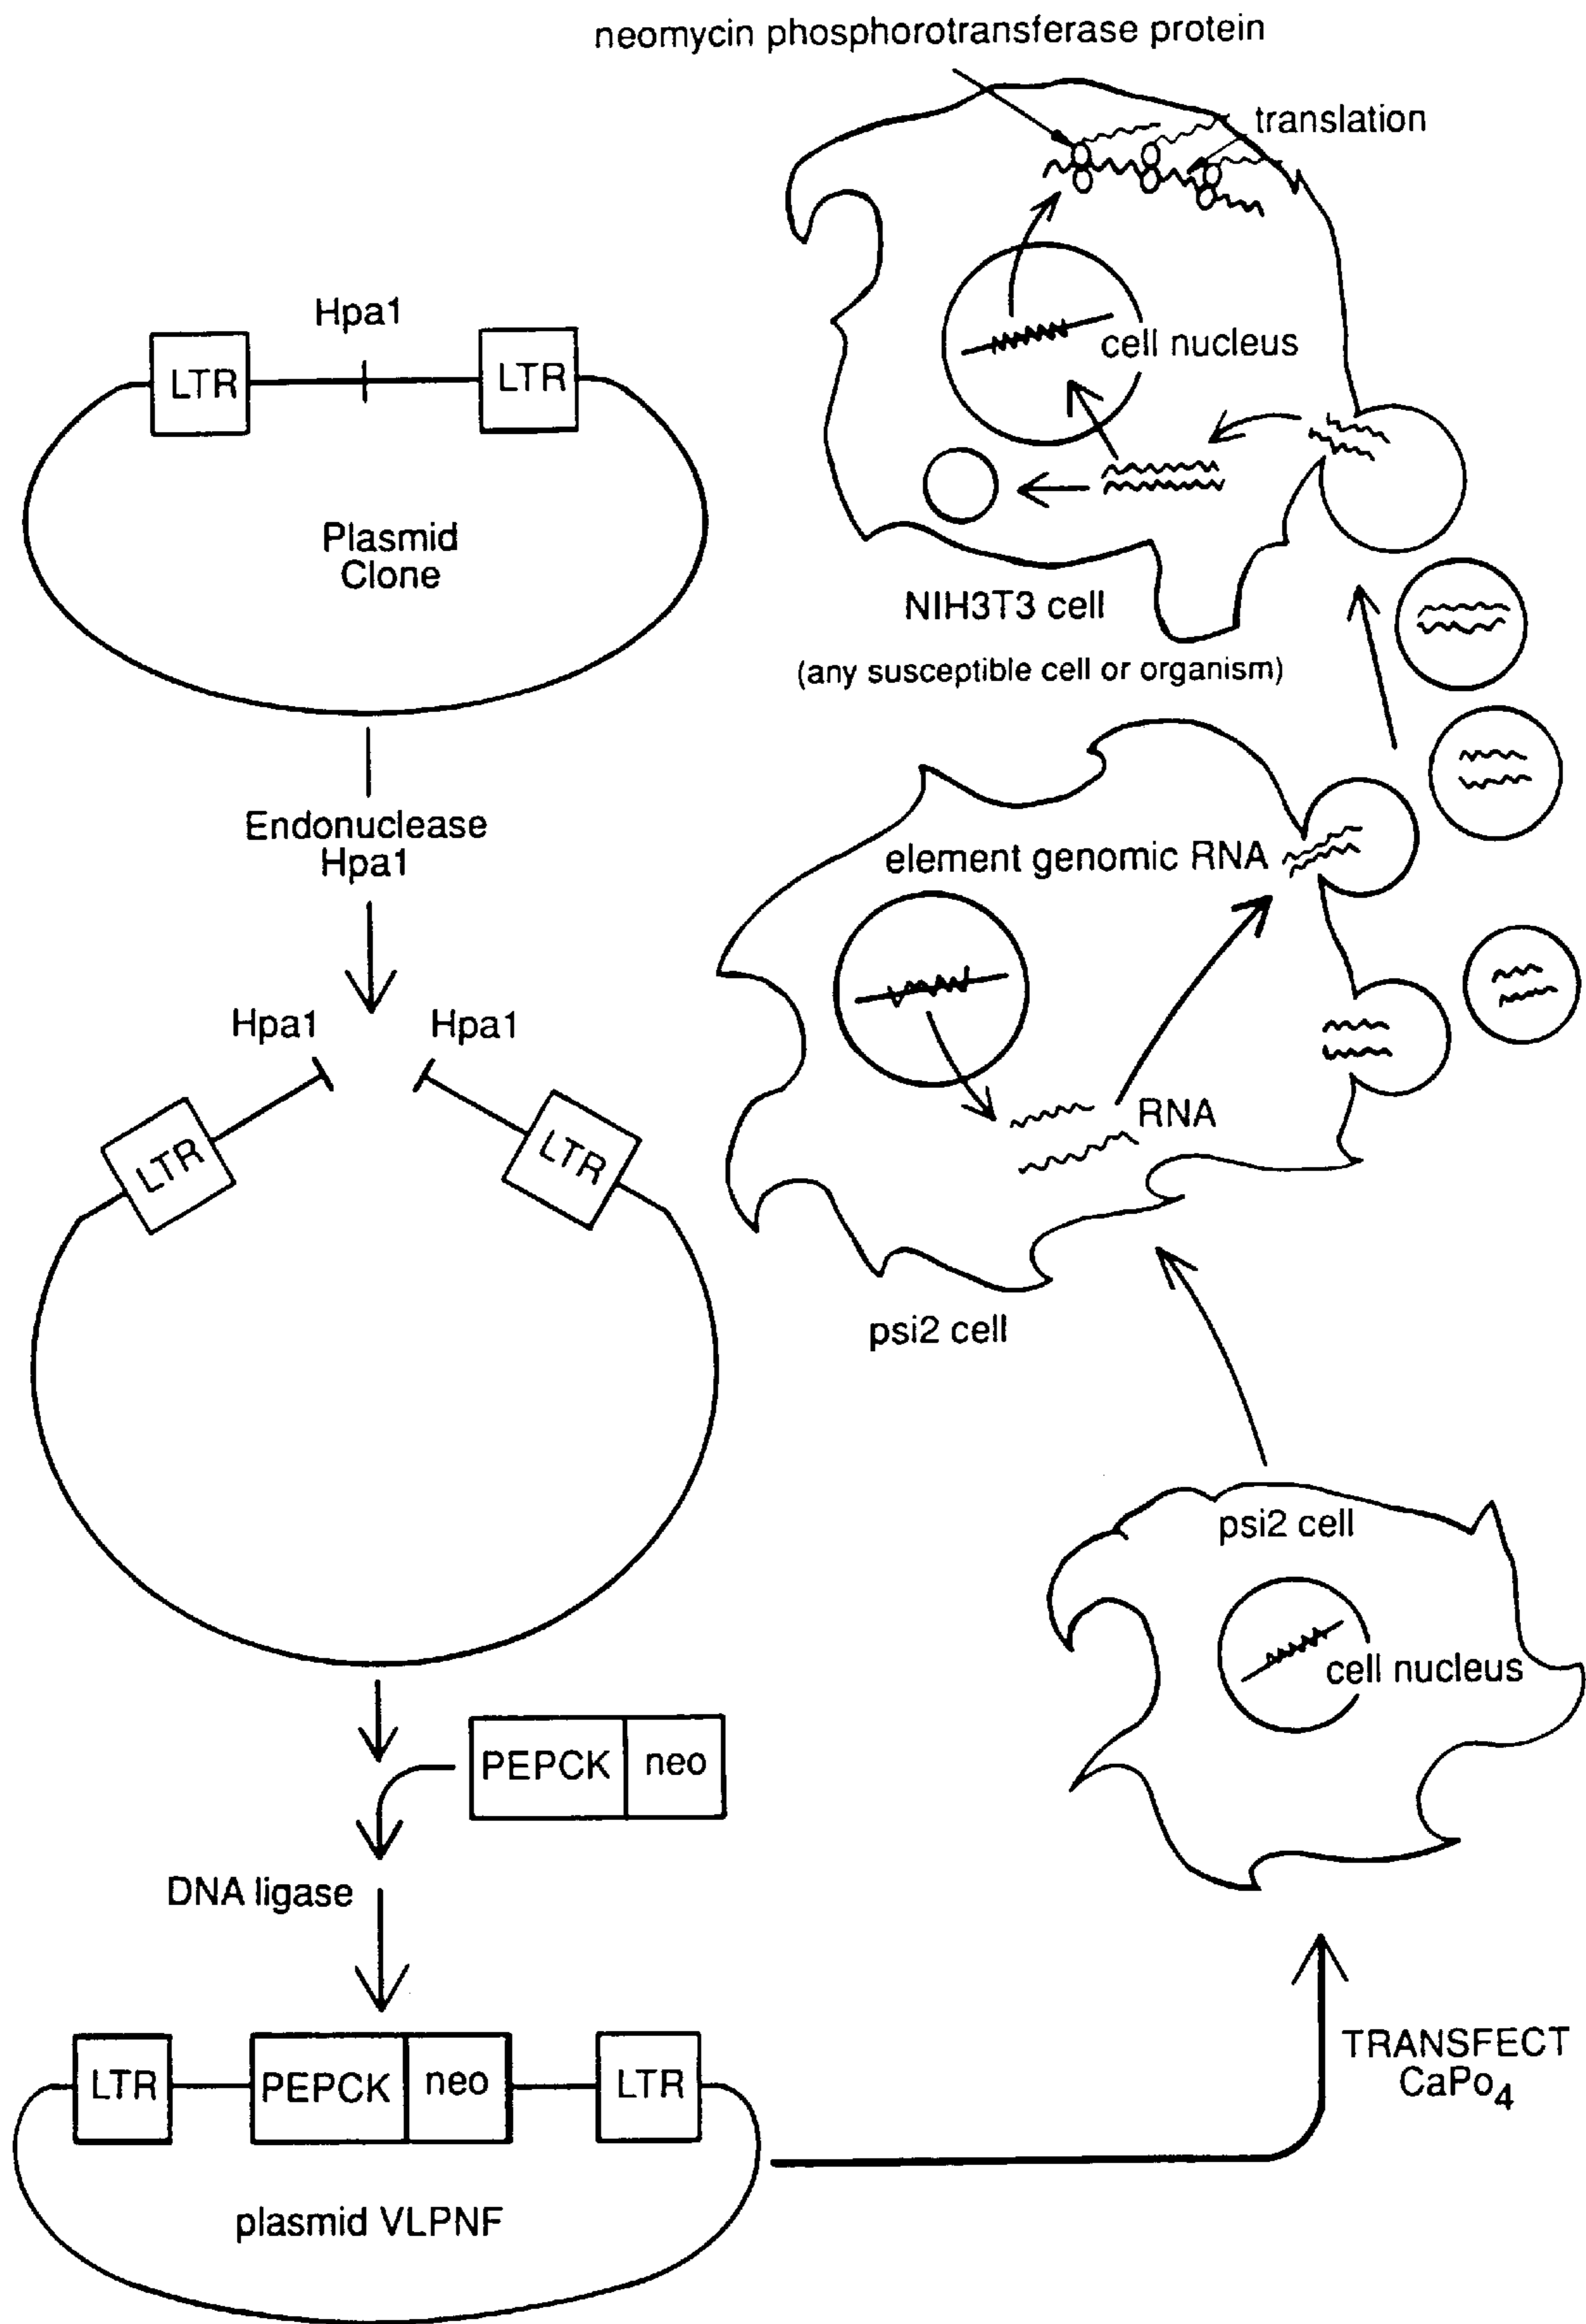 neomycin phosphorotransferase protein
translation
cell nucleus
NIH3T3 cell
(any susceptible cell or organism)
Hpa1
LTR
LTR
Plasmid
Clone
Endonuclease
Hpa1
Hpa1
Hpa1
LTR
LTR
element genomic RNA
RNA
psi2 cell
psi2 cell
cell nucleus
PEPCK
neo
DNA ligase
LTR
PEPCK
neo
LTR
plasmid VLPNF
TRANSFECT
CaPo4